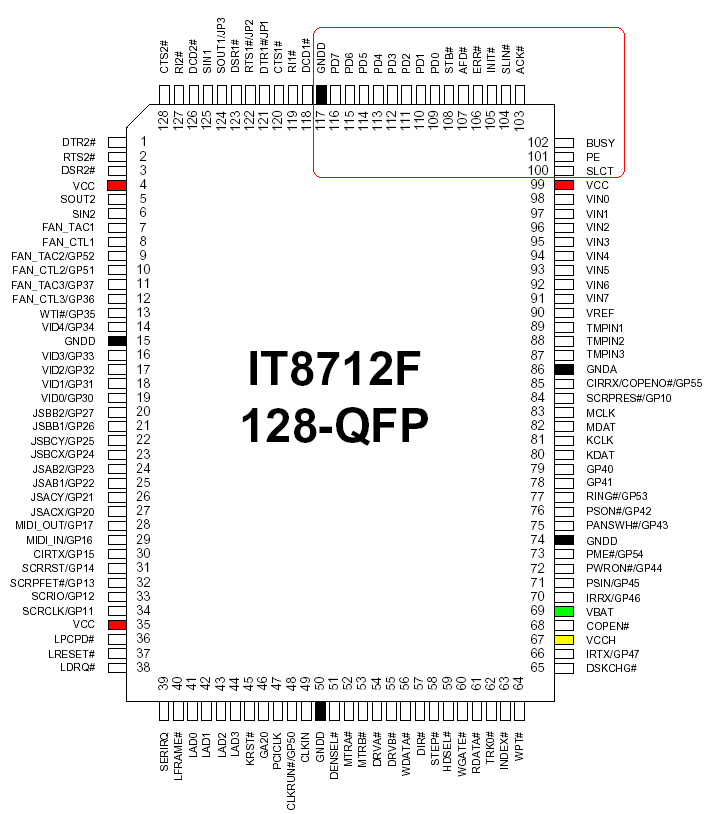 CTS2# RI2# DCD2# SIN1 SOUT1/JP3 DSR1# RTS1#/JP2 DTR1#/JP1 CTS1# RI1# DCD1# GNDD PD7 PD6 PD5 PD4 PD3 PD2 PD1 PD0 STB# AFD# ERR# INIT# SLIN# ACK#
128 127 126 125 124 123 122 121 120 119 118 117 116 115 114 113 112 111 110 109 108 107 106 105 104 103
DTR2# 1 102 BUSY
RTS2# 2 101 PE
DSR2# 3 100 SLCT
VCC 4 99 VCC
SOUT2 5 98 VIN0
SIN2 6 97 VIN1
FAN_TAC1 7 96 VIN2
FAN_CTL1 8 95 VIN3
FAN_TAC2/GP52 9 94 VIN4
FAN_CTL2/GP51 10 93 VIN5
FAN_TAC3/GP37 11 92 VIN6
FAN_CTL3/GP36 12 91 VIN7
WTI#/GP35 13 90 VREF
VID4/GP34 14 89 TMPIN1
GNDD 15 88 TMPIN2
VID3/GP33 16 87 TMPIN3
VID2/GP32 17 86 GNDA
VID1/GP31 18 85 CIRRX/COPENO#/GP55
VID0/GP30 19 84 SCRPRES#/GP10
JSBB2/GP27 20 83 MCLK
JSBB1/GP26 21 82 MDAT
JSBCY/GP25 22 81 KCLK
JSBCX/GP24 23 80 KDAT
JSAB2/GP23 24 79 GP40
JSAB1/GP22 25 78 GP41
JSACY/GP21 26 77 RING#/GP53
JSACX/GP20 27 76 PSON#/GP42
MIDI_OUT/GP17 28 75 PANSWH#/GP43
MIDI_IN/GP16 29 74 GNDD
CIRTX/GP15 30 73 PME#/GP54
SCRRST/GP14 31 72 PWRON#/GP44
SCRPFET#/GP13 32 71 PSIN/GP45
SCRIO/GP12 33 70 IRRX/GP46
SCRCLK/GP11 34 69 VBAT
VCC 35 68 COPEN#
LPCPD# 36 67 VCCH
LRESET# 37 66 IRTX/GP47
LDRQ# 38 65 DSKCHG#
IT8712F
128-QFP
39 40 41 42 43 44 45 46 47 48 49 50 51 52 53 54 55 56 57 58 59 60 61 62 63 64
SERIRQ LFRAME# LAD0 LAD1 LAD2 LAD3 KRST# GA20 PCICLK CLKRUN#/GP50 CLKIN GNDD DENSEL# MTRA# MTRB# DRVA# DRVB# WDATA# DIR# STEP# HDSEL# WGATE# RDATA# TRK0# INDEX# WPT#